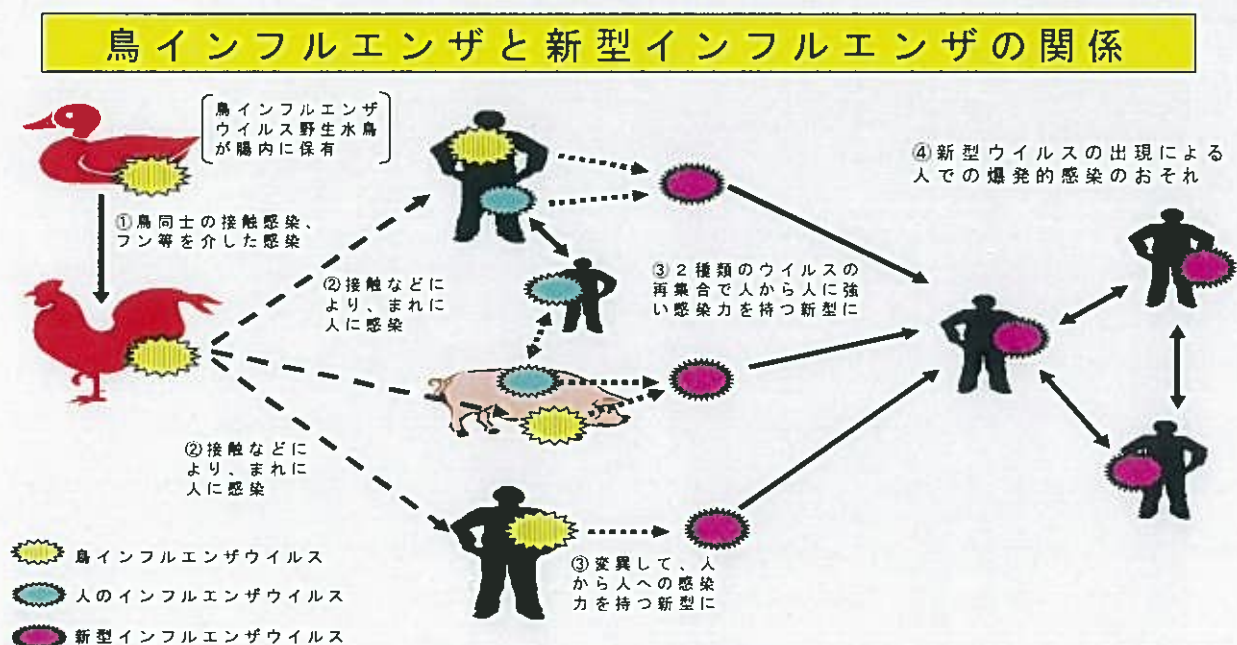 鳥インフルエンザと新型インフルエンザの関係
鳥インフルエンザ
ウイルス野生水鳥
が腸内に保有
①鳥同士の接触感染、
フン等を介した感染
②接触などに
より、まれに
人に感染
③２種類のウイルスの
再集合で人から人に強
い感染力を持つ新型に
④新型ウイルスの出現による
人での爆発的感染のおそれ
②接触などに
より、まれに
人に感染
③変異して、人
から人への感染
力を持つ新型に
鳥インフルエンザウイルス
人のインフルエンザウイルス
新型インフルエンザウイルス